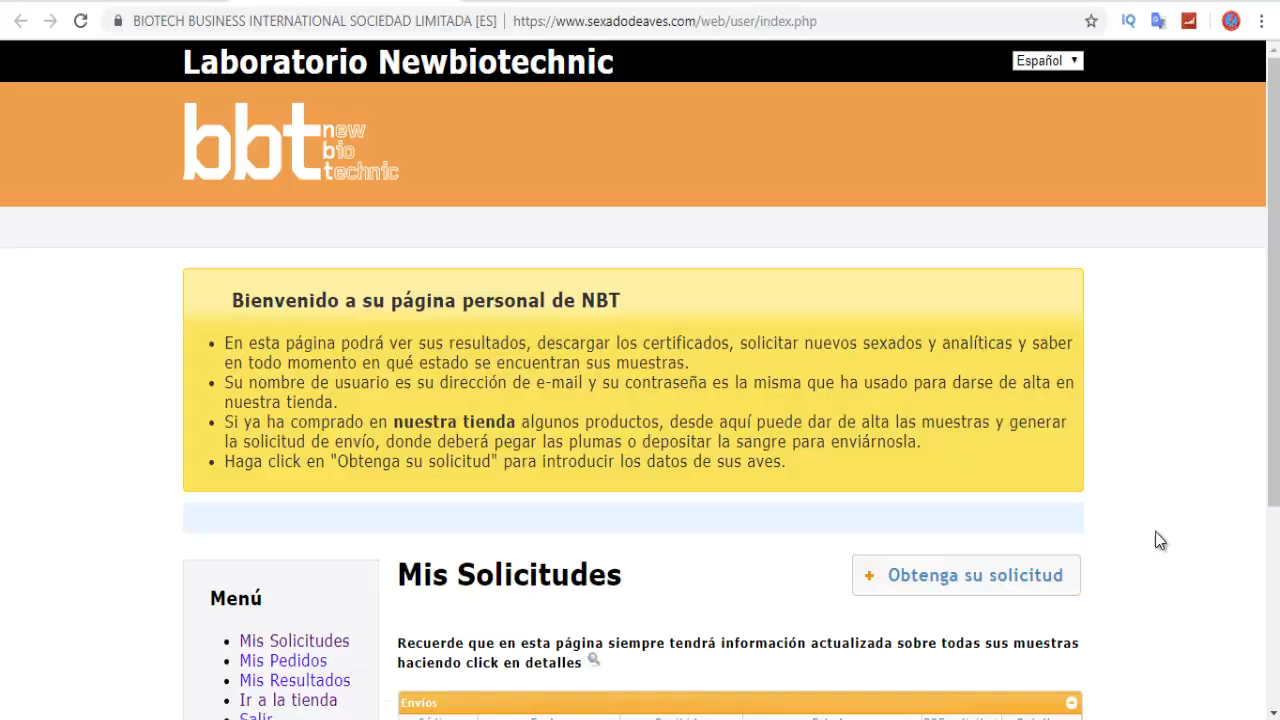 BIOTECH BUSINESS INTERNATIONAL SOCIEDAD LIMITADA [ES] https://www.sexadodeaves.com/web/user/index.php
Laboratorio Newbiotechnic
Español
bbt new bio technic
Bienvenido a su página personal de NBT
En esta página podrá ver sus resultados, descargar los certificados, solicitar nuevos sexados y analíticas y saber
en todo momento en qué estado se encuentran sus muestras.
Su nombre de usuario es su dirección de e-mail y su contraseña es la misma que ha usado para darse de alta en
nuestra tienda.
Si ya ha comprado en nuestra tienda algunos productos, desde aquí puede dar de alta las muestras y generar
la solicitud de envío, donde deberá pegar las plumas o depositar la sangre para enviárnosla.
Haga click en "Obtenga su solicitud" para introducir los datos de sus aves.
Mis Solicitudes
+ Obtenga su solicitud
Menú
Mis Solicitudes
Mis Pedidos
Mis Resultados
Ir a la tienda
Salir
Recuerde que en esta página siempre tendrá información actualizada sobre todas sus muestras
haciendo click en detalles
Envíos